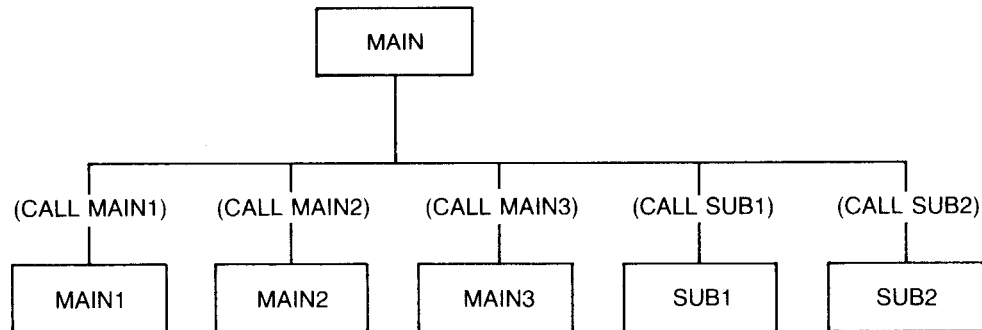 MAIN
(CALL MAIN1) (CALL MAIN2) (CALL MAIN3) (CALL SUB1) (CALL SUB2)
MAIN1 MAIN2 MAIN3 SUB1 SUB2